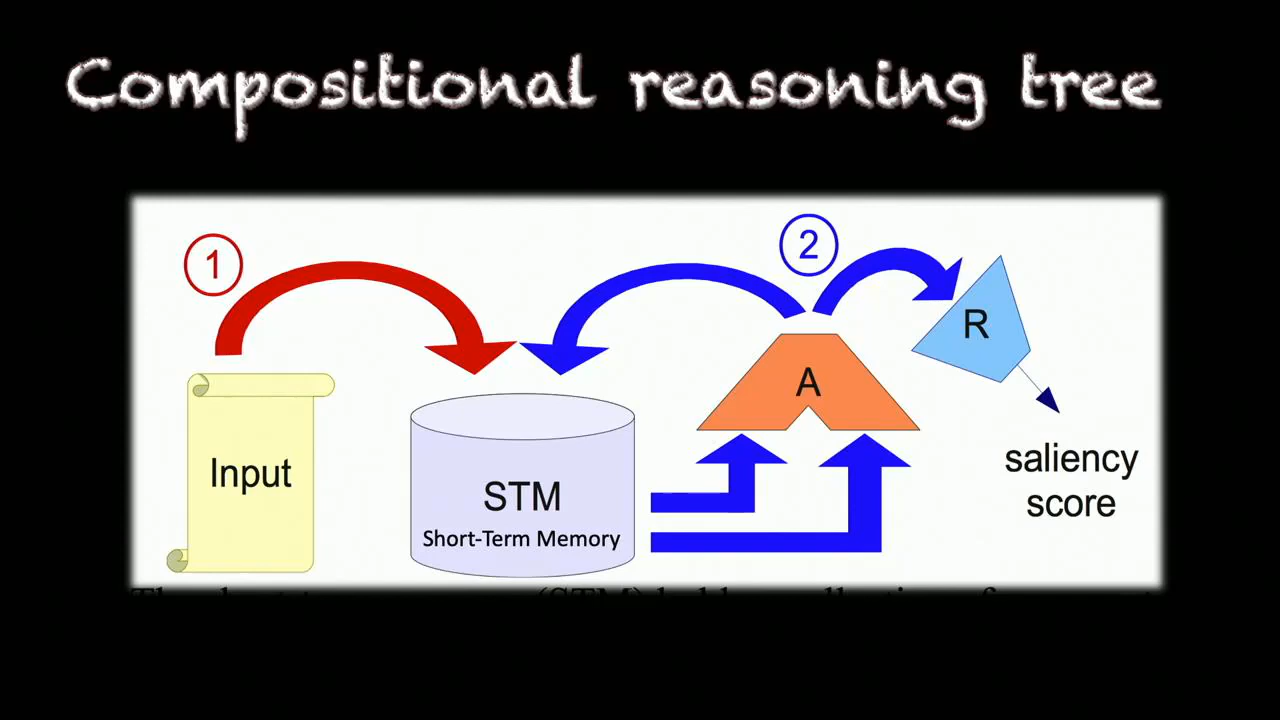 Compositional reasoning tree
1
2
R
A
Input
STM
Short-Term Memory
saliency
score